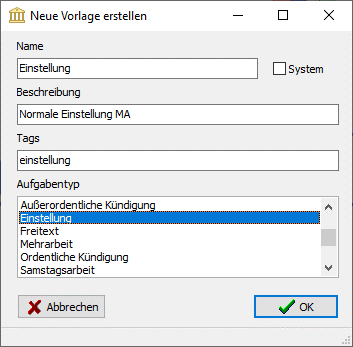 Neue Vorlage erstellen
Name
Einstellung
System
Beschreibung
Normale Einstellung MA
Tags
einstellung
Aufgabentyp
Außerordentliche Kündigung
Einstellung
Freitext
Mehrarbeit
Ordentliche Kündigung
Samstagsarbeit
Abbrechen
OK